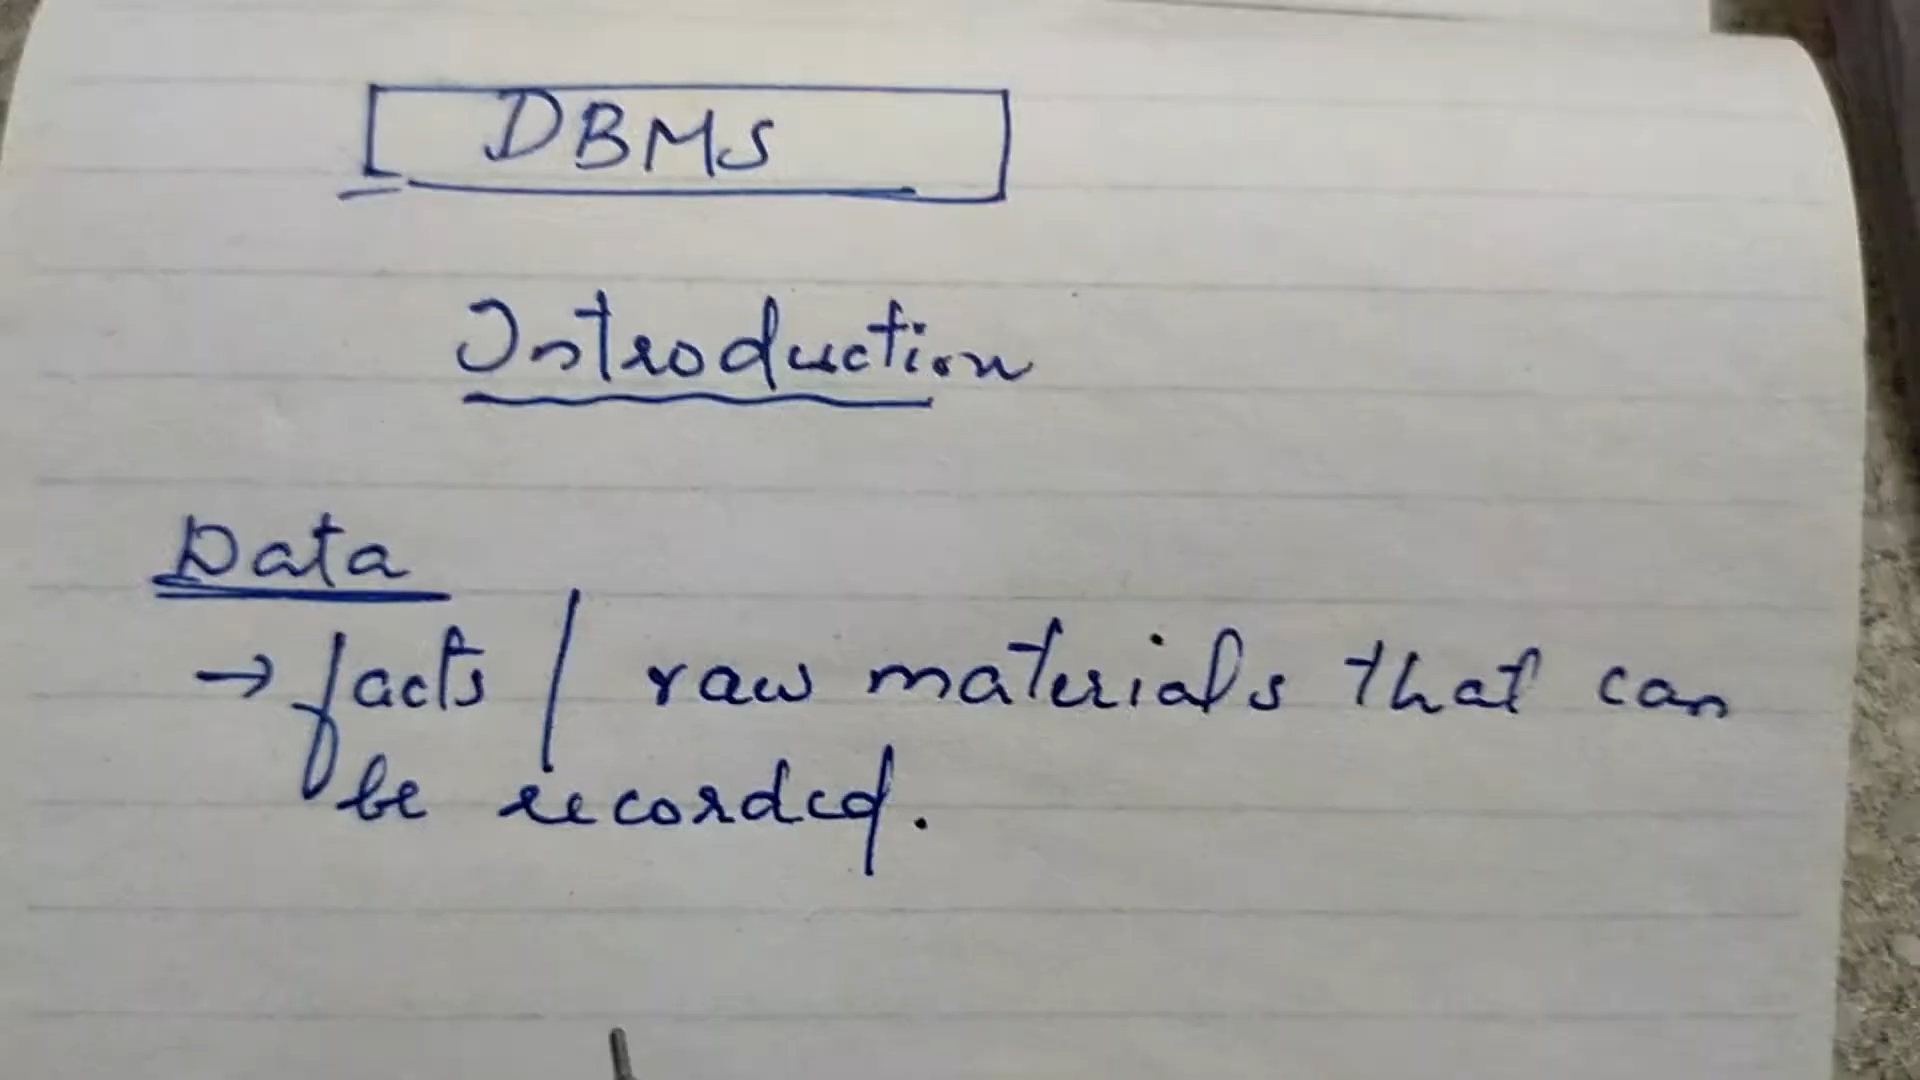 DBMS
Introduction
Data
→ facts / raw materials that can
be recorded.